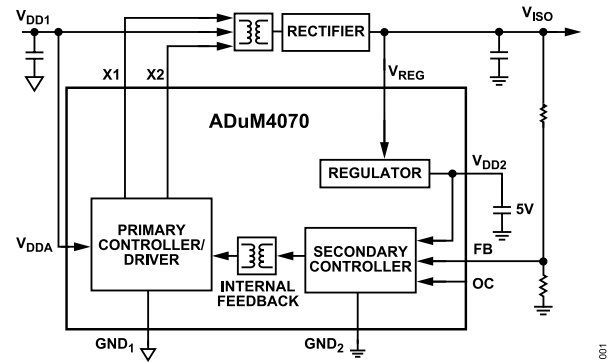 VDD1
VISO
RECTIFIER
X1
X2
VREG
ADuM4070
REGULATOR
VDD2
5V
PRIMARY
CONTROLLER/
DRIVER
VDDA
INTERNAL
FEEDBACK
SECONDARY
CONTROLLER
FB
OC
GND1
GND2
001